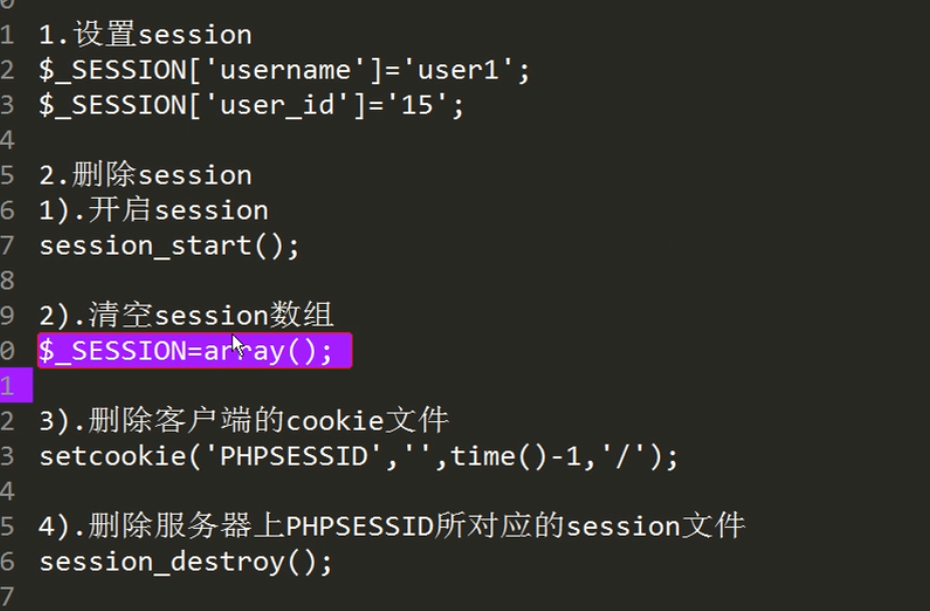 0
1 1.设置session
2 $_SESSION['username']='user1';
3 $_SESSION['user_id']='15';
4
5 2.删除session
6 1).开启session
7 session_start();
8
9 2).清空session数组
0 $_SESSION=array();
1
2 3).删除客户端的cookie文件
3 setcookie('PHPSESSID','',time()-1,'/');
4
5 4).删除服务器上PHPSESSID所对应的session文件
6 session_destroy();
7